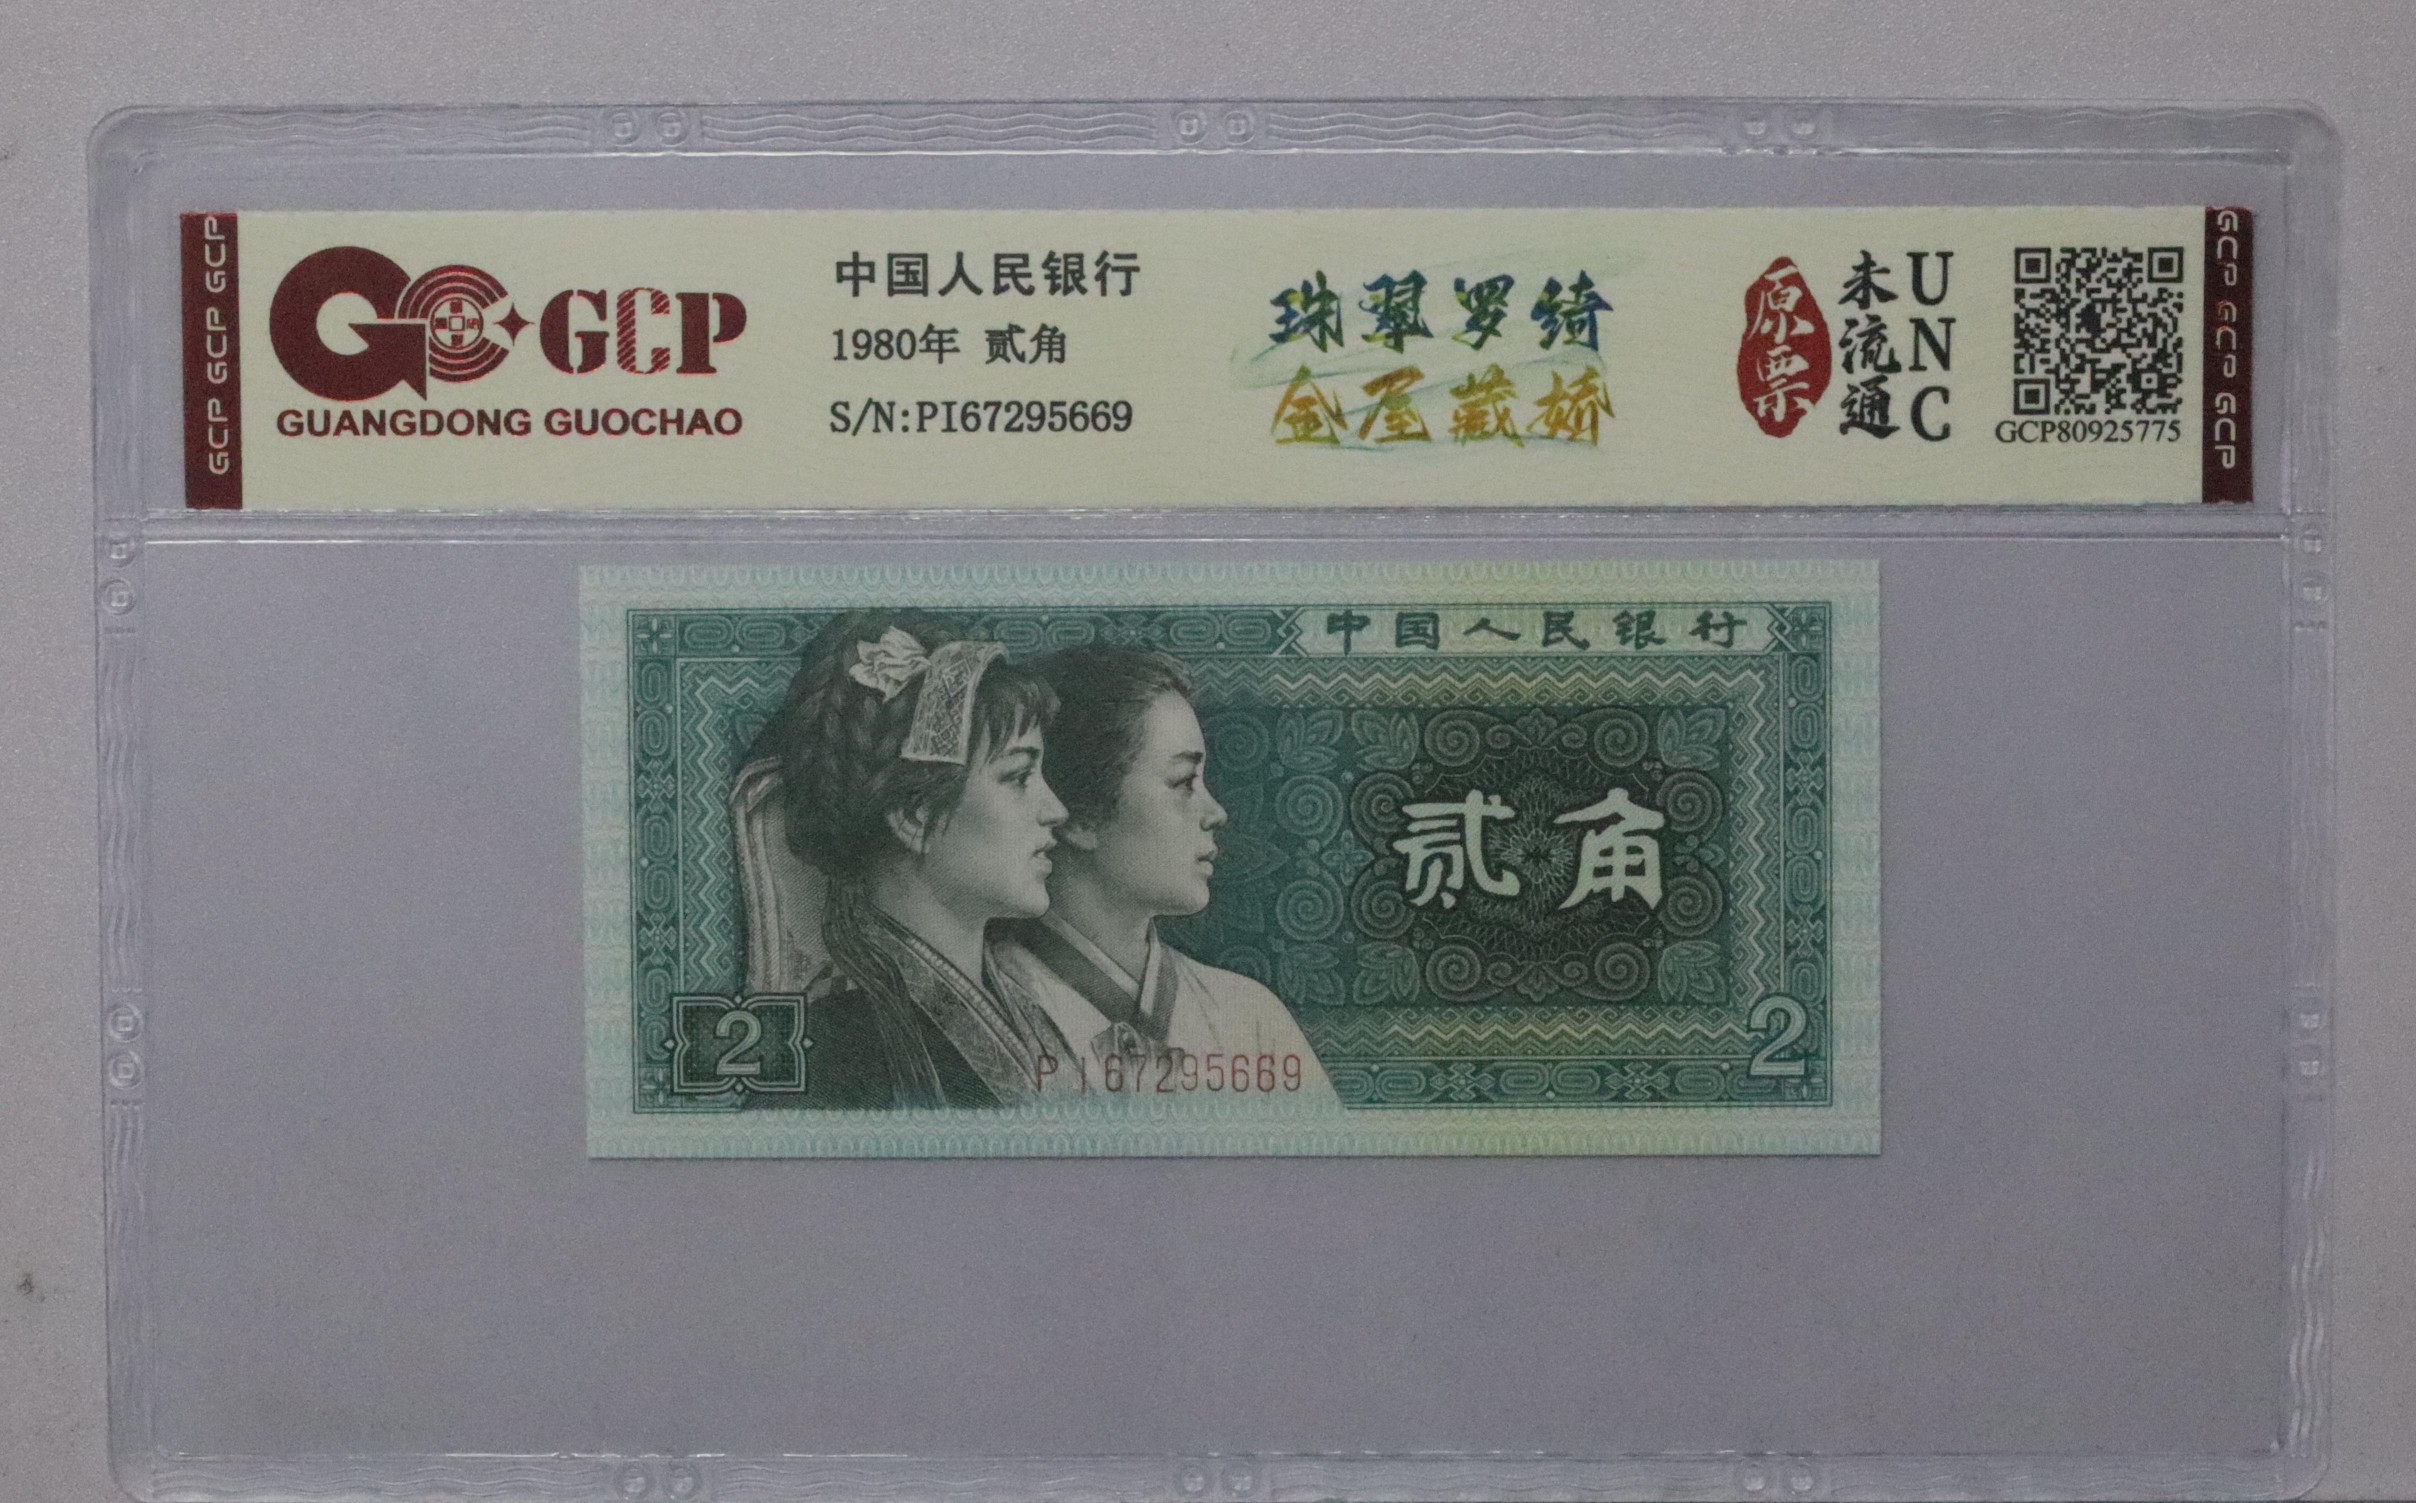 GCP GCP GCP
GCP
GUANGDONG GUOCHAO
中国人民银行
1980年 贰角
S/N:PI67295669
珠翠罗绮
金屋藏娇
原票
未流通
UNC
GCP80925775
GCP GCP GCP
中国人民银行
贰角
2
PI67295669
2